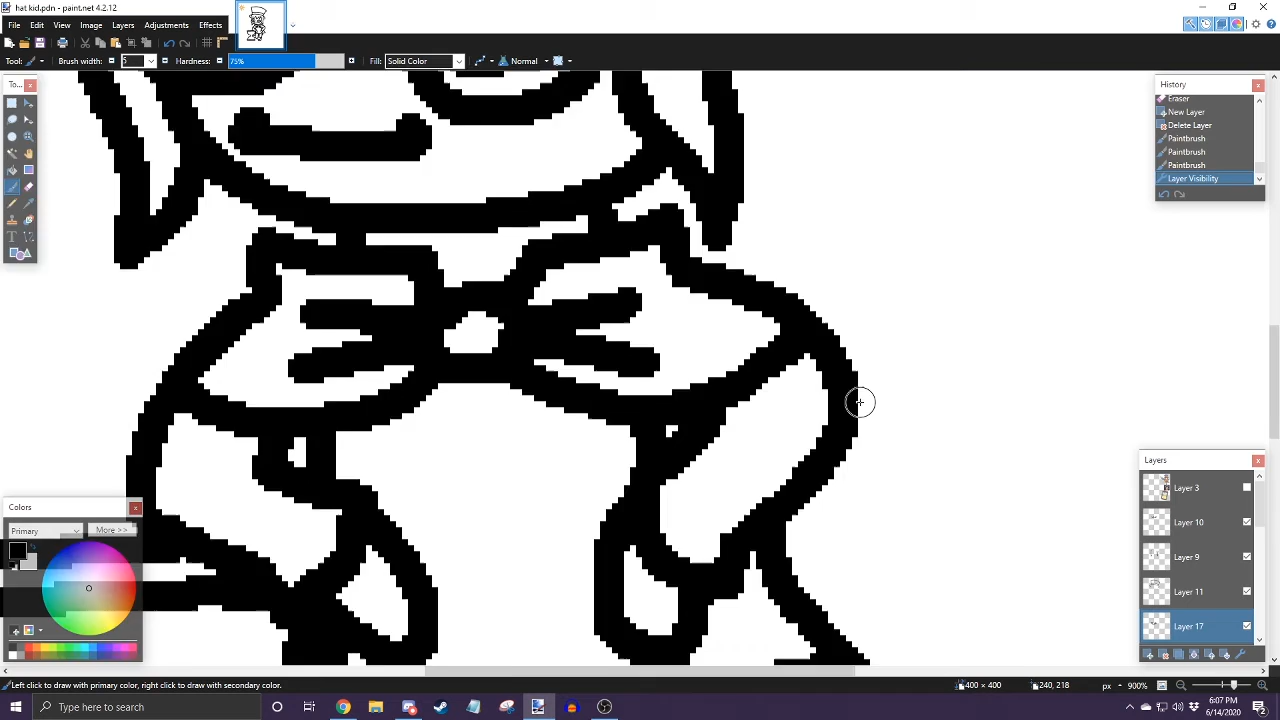 hat kid.pdn • paint.net 4.2.12
File Edit View Image Layers Adjustments Effects
Tool Brush width: 5 Hardness: 75% Fill: Solid Color Normal
To...
History
Eraser
New Layer
Delete Layer
Paintbrush
Paintbrush
Paintbrush
Layer Visibility
Layers
Layer 3
Layer 10
Layer 9
Layer 11
Layer 17
Colors
Primary More >>
Left click to draw with primary color, right click to draw with secondary color. 400 × 400 240, 218 px 900%
Type here to search
6:07 PM
6/14/2020